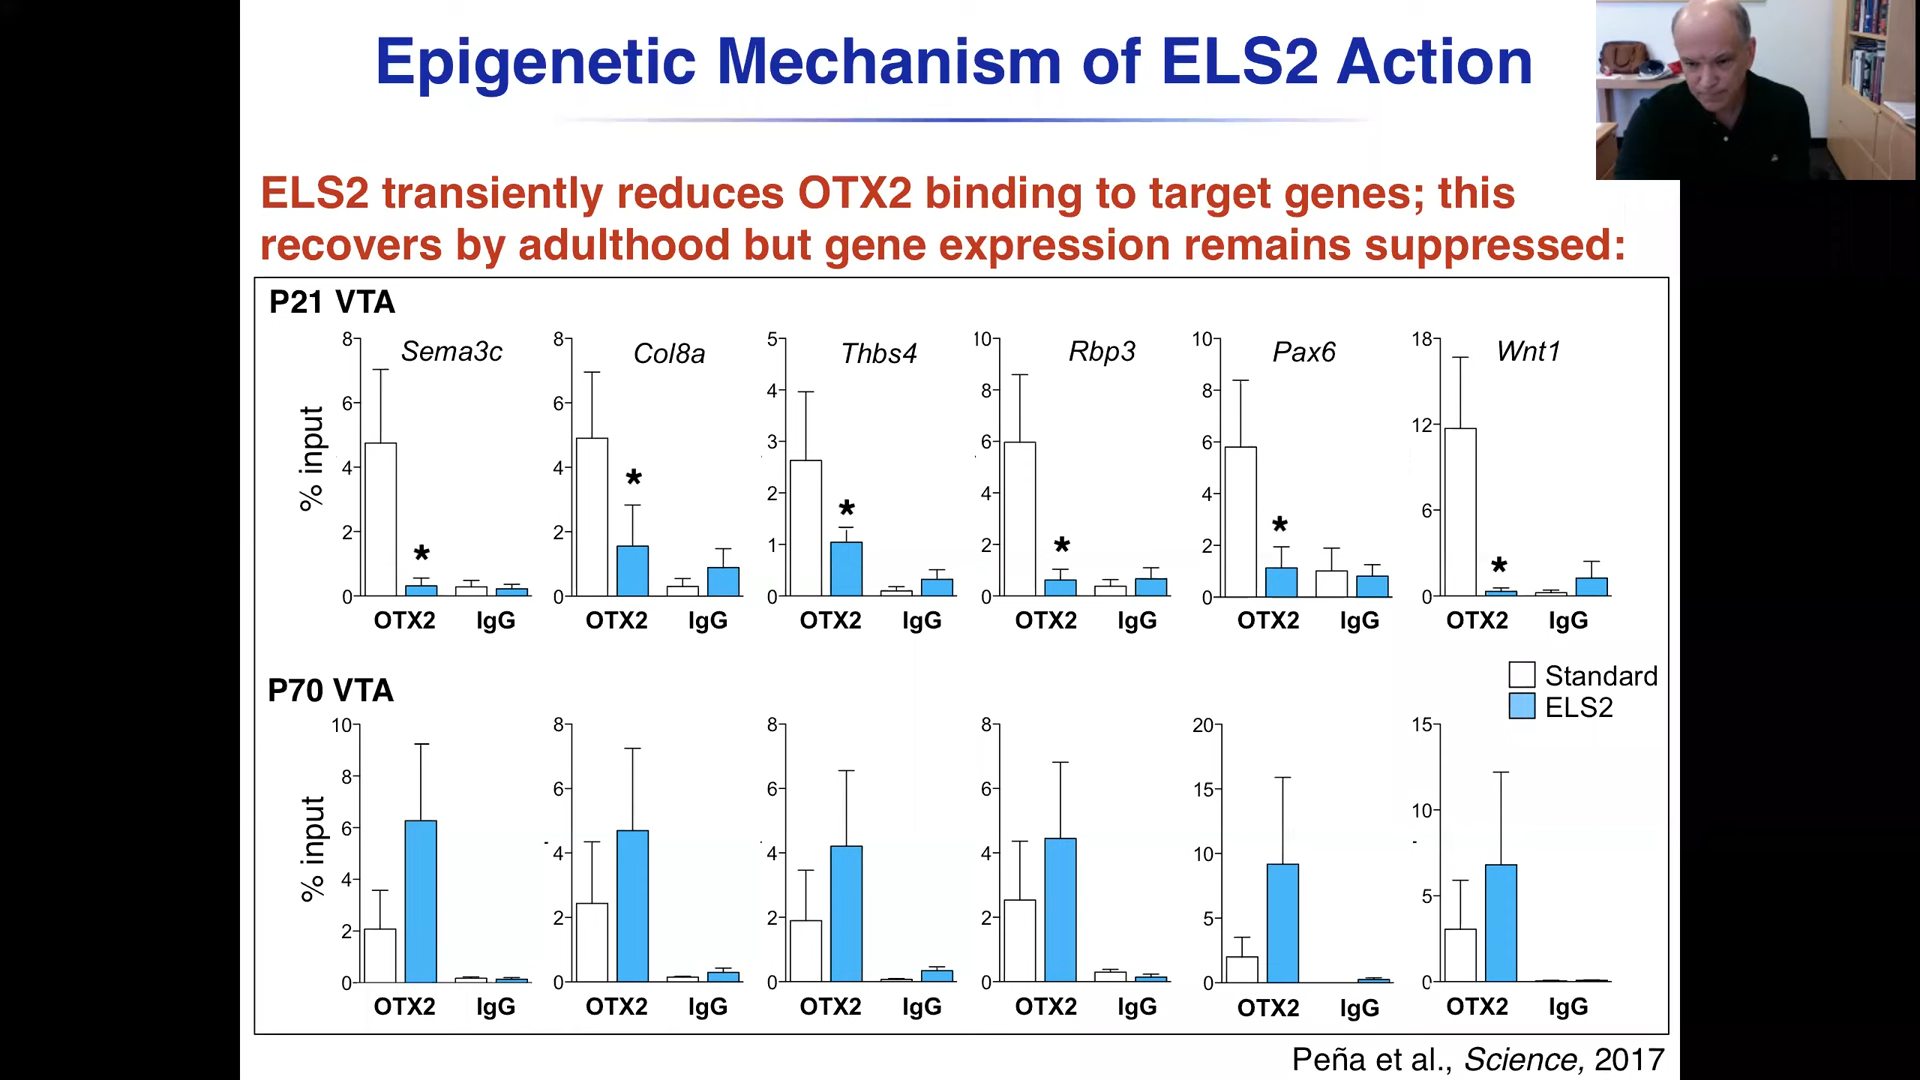 Epigenetic Mechanism of ELS2 Action
ELS2 transiently reduces OTX2 binding to target genes; this
recovers by adulthood but gene expression remains suppressed:
P21 VTA
% input
8
6
4
2
0
Sema3c
*
OTX2 IgG
8
6
4
2
0
Col8a
*
OTX2 IgG
5
4
3
2
1
0
Thbs4
*
OTX2 IgG
10
8
6
4
2
0
Rbp3
*
OTX2 IgG
10
8
6
4
2
0
Pax6
*
OTX2 IgG
18
12
6
0
Wnt1
*
OTX2 IgG
Standard
ELS2
P70 VTA
% input
10
8
6
4
2
0
OTX2 IgG
8
6
4
2
0
OTX2 IgG
8
6
4
2
0
OTX2 IgG
8
6
4
2
0
OTX2 IgG
20
15
10
5
0
OTX2 IgG
15
10
5
0
OTX2 IgG
Peña et al., Science, 2017